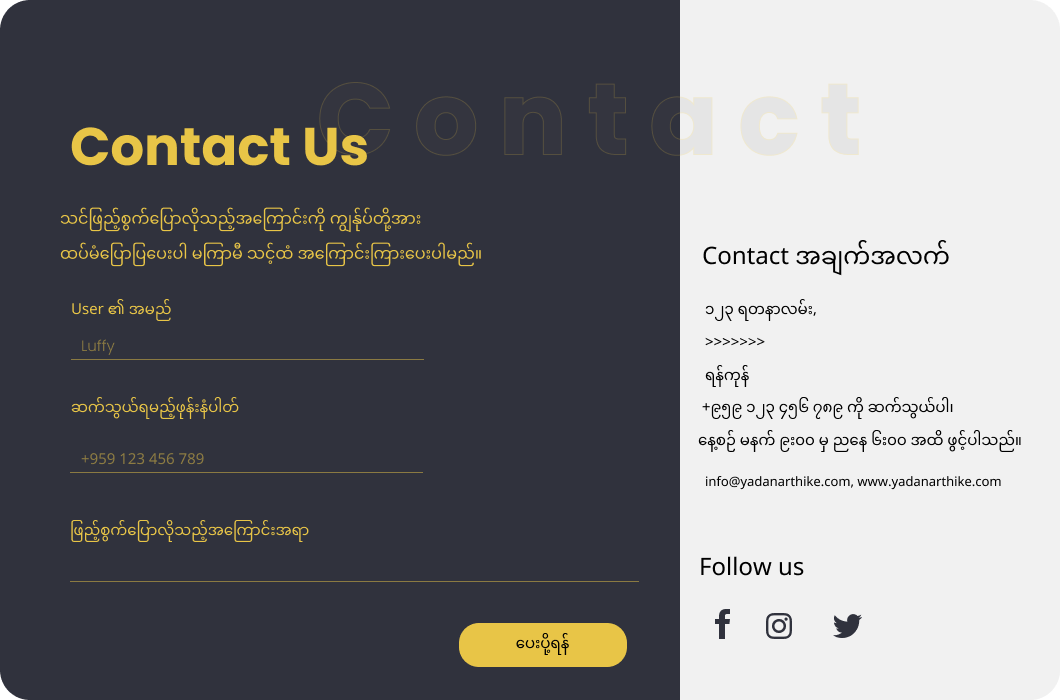 Contact
Contact Us
သင်ဖြည့်စွက်ပြောလိုသည့်အကြောင်းကို ကျွန်ုပ်တို့အား
ထပ်မံပြောပြပေးပါ မကြာမီ သင့်ထံ အကြောင်းကြားပေးပါမည်။
User ၏ အမည်
Luffy
ဆက်သွယ်ရမည့်ဖုန်းနံပါတ်
+959 123 456 789
ဖြည့်စွက်ပြောလိုသည့်အကြောင်းအရာ
ပေးပို့ရန်
Contact အချက်အလက်
၁၂၃ ရတနာလမ်း,
>>>>>>>
ရန်ကုန်
+၉၅၉ ၁၂၃ ၄၅၆ ၇၈၉ ကို ဆက်သွယ်ပါ၊
နေ့စဉ် မနက် ၉း၀၀ မှ ညနေ ၆း၀၀ အထိ ဖွင့်ပါသည်။
info@yadanarthike.com, www.yadanarthike.com
Follow us